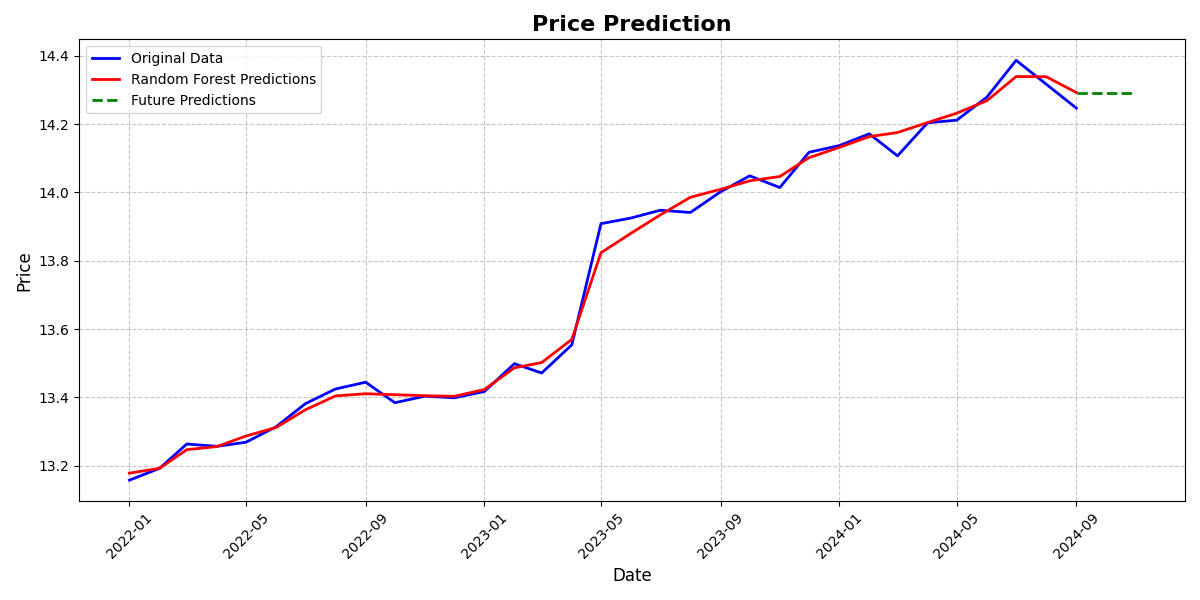 Price Prediction
Original Data
Random Forest Predictions
Future Predictions
Price
14.4
14.2
14.0
13.8
13.6
13.4
13.2
2022-01
2022-05
2022-09
2023-01
2023-05
2023-09
2024-01
2024-05
2024-09
Date